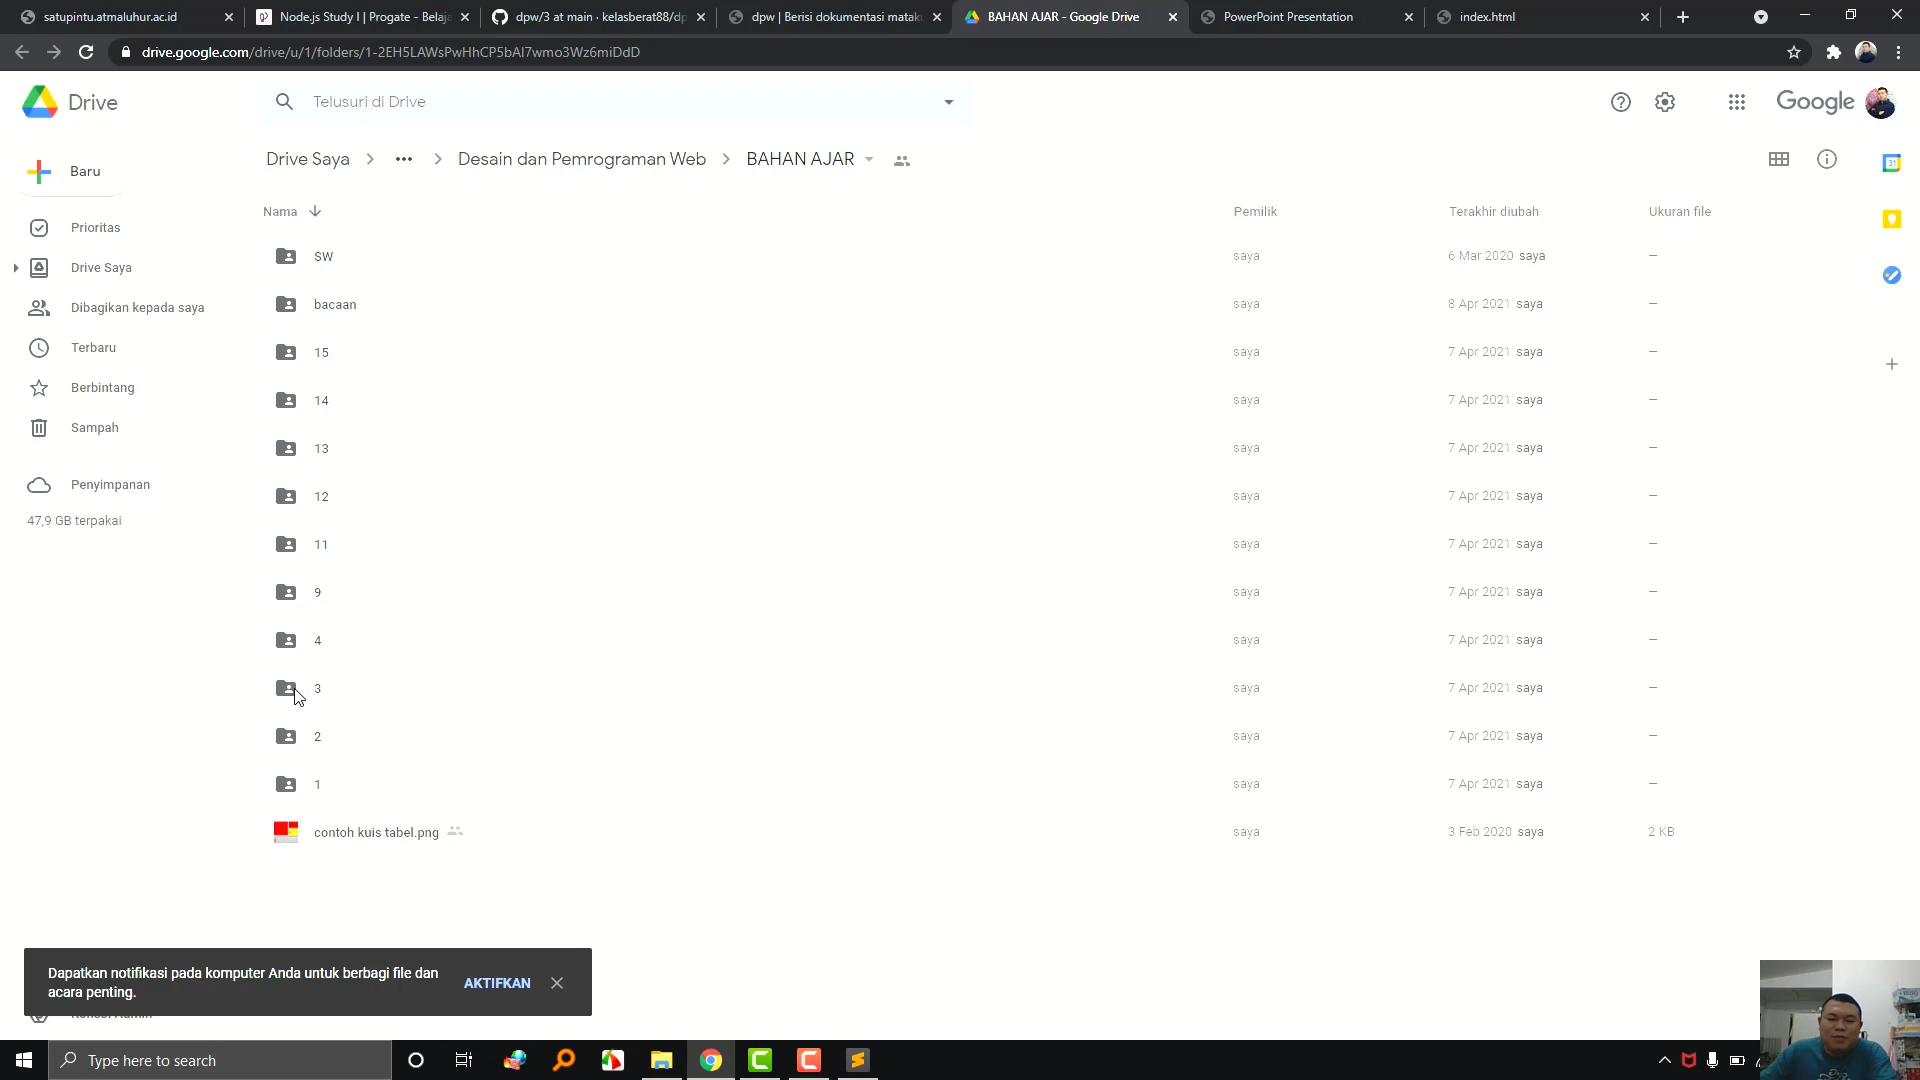 satupintu.atmaluhur.ac.id
Node.js Study I | Progate - Belaja
dpw/3 at main · kelasberat88/dp
dpw | Berisi dokumentasi mataku
BAHAN AJAR - Google Drive
PowerPoint Presentation
index.html
drive.google.com/drive/u/1/folders/1-2EH5LAWsPwHhCP5bAl7wmo3Wz6miDdD
Drive
Telusuri di Drive
Google
Baru
Drive Saya
Desain dan Pemrograman Web
BAHAN AJAR
31
Prioritas
Drive Saya
Dibagikan kepada saya
Terbaru
Berbintang
Sampah
Penyimpanan
47,9 GB terpakai
Nama Pemilik Terakhir diubah Ukuran file
SW saya 6 Mar 2020 saya —
bacaan saya 8 Apr 2021 saya —
15 saya 7 Apr 2021 saya —
14 saya 7 Apr 2021 saya —
13 saya 7 Apr 2021 saya —
12 saya 7 Apr 2021 saya —
11 saya 7 Apr 2021 saya —
9 saya 7 Apr 2021 saya —
4 saya 7 Apr 2021 saya —
3 saya 7 Apr 2021 saya —
2 saya 7 Apr 2021 saya —
1 saya 7 Apr 2021 saya —
contoh kuis tabel.png saya 3 Feb 2020 saya 2 KB
Dapatkan notifikasi pada komputer Anda untuk berbagi file dan
acara penting.
AKTIFKAN
Type here to search